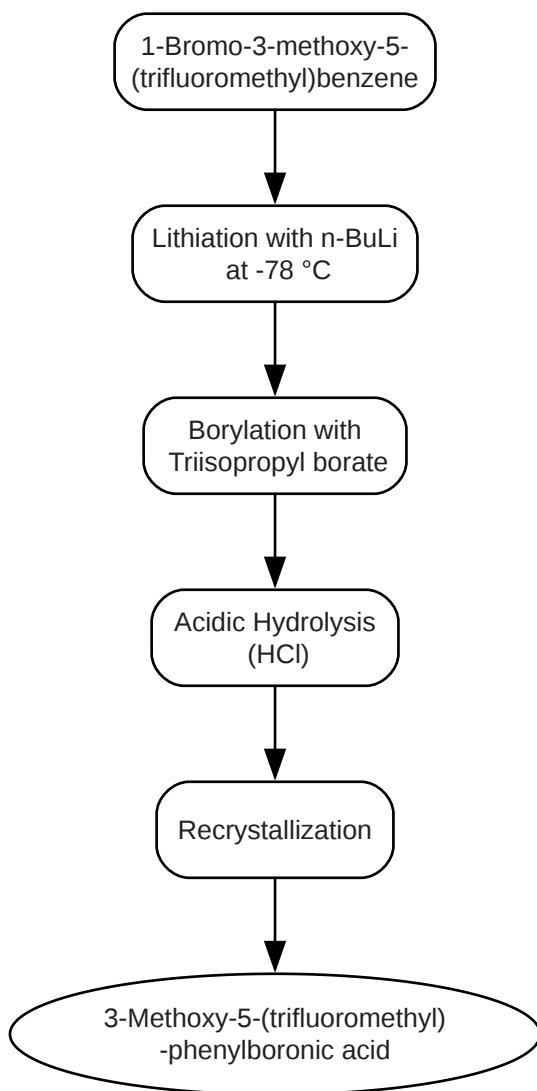 1-Bromo-3-methoxy-5-
(trifluoromethyl)benzene
Lithiation with n-BuLi
at -78 °C
Borylation with
Triisopropyl borate
Acidic Hydrolysis
(HCl)
Recrystallization
3-Methoxy-5-(trifluoromethyl)
-phenylboronic acid